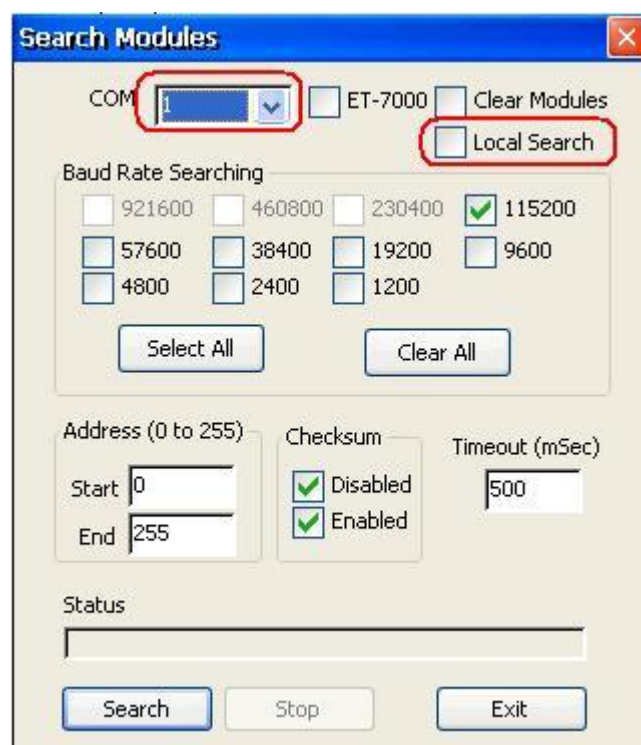 Search Modules
COM 1 ET-7000 Clear Modules
Local Search
Baud Rate Searching
921600 460800 230400 115200
57600 38400 19200 9600
4800 2400 1200
Select All Clear All
Address (0 to 255) Checksum Timeout (mSec)
Start 0 Disabled 500
End 255 Enabled
Status
Search Stop Exit